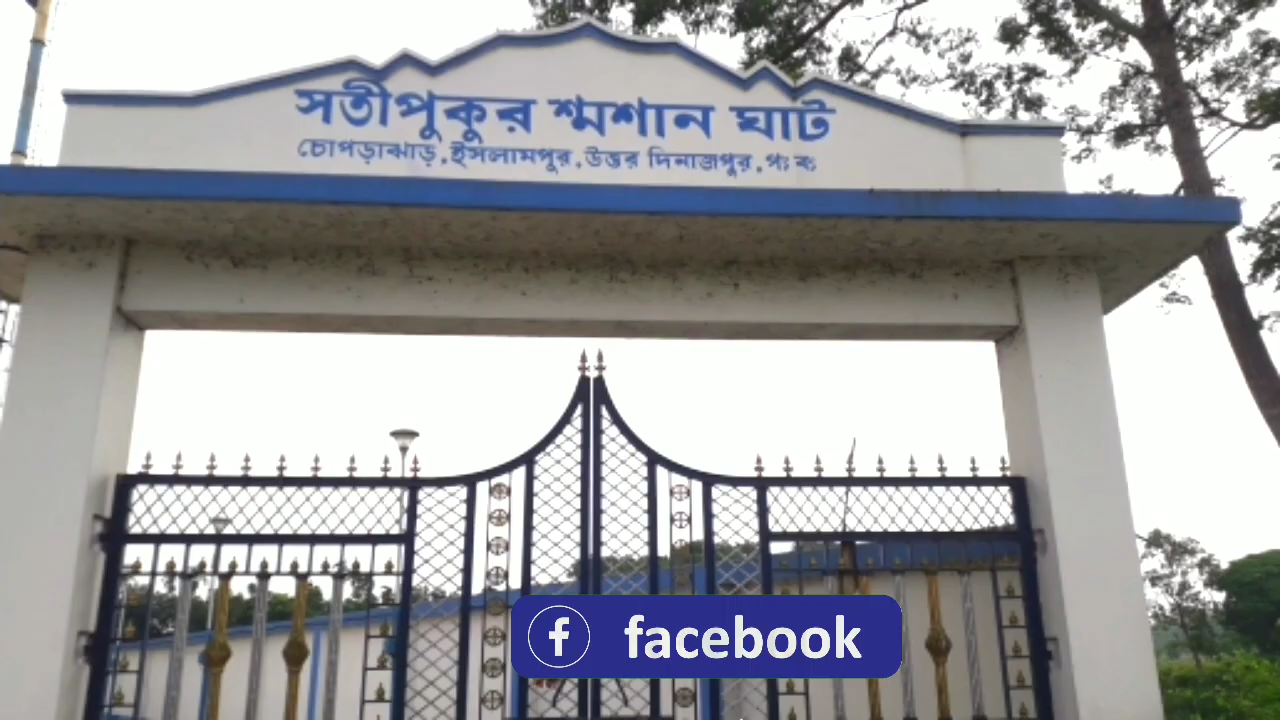 সতীপুকুর শ্মশান ঘাট
চোপড়াঝাড়, ইসলামপুর, উত্তর দিনাজপুর, পঃ বঃ
facebook